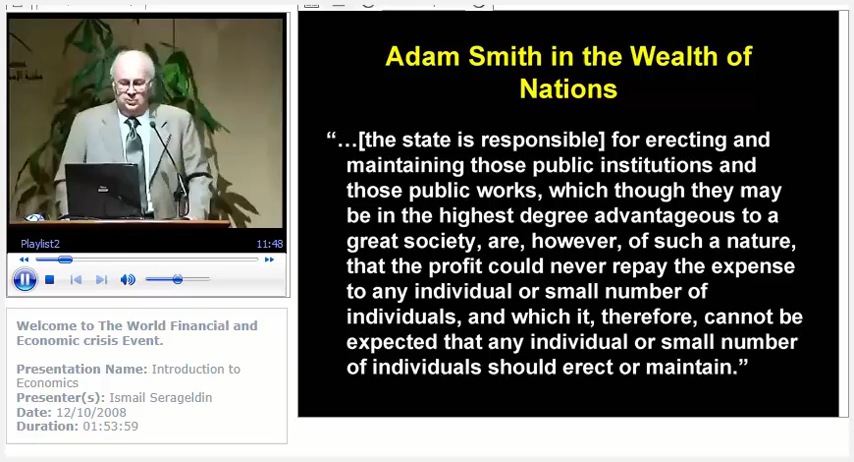 Playlist2 11:48
Welcome to The World Financial and
Economic crisis Event.
Presentation Name: Introduction to
Economics
Presenter(s): Ismail Serageldin
Date: 12/10/2008
Duration: 01:53:59
Adam Smith in the Wealth of
Nations
“…[the state is responsible] for erecting and
maintaining those public institutions and
those public works, which though they may
be in the highest degree advantageous to a
great society, are, however, of such a nature,
that the profit could never repay the expense
to any individual or small number of
individuals, and which it, therefore, cannot be
expected that any individual or small number
of individuals should erect or maintain.”